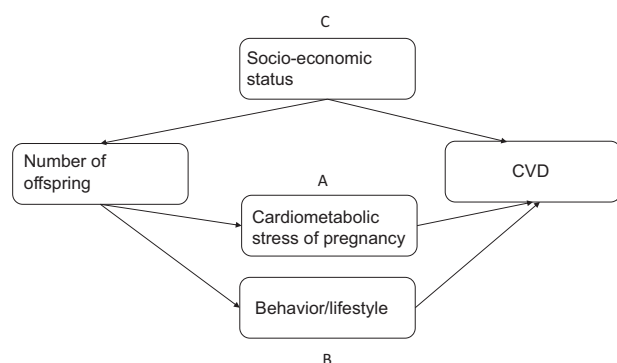 C
Socio-economic
status
Number of
offspring
CVD
A
Cardiometabolic
stress of pregnancy
Behavior/lifestyle
B